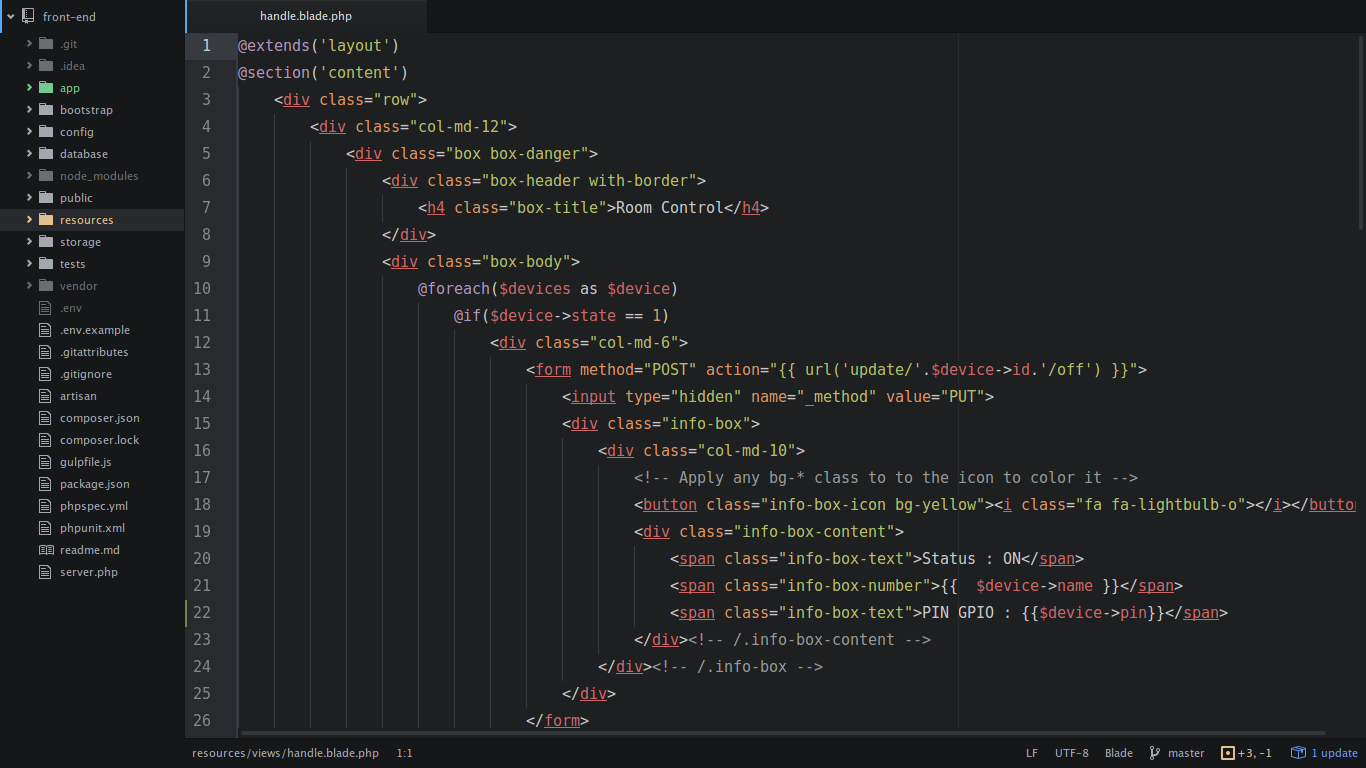 front-end
.git
.idea
app
bootstrap
config
database
node_modules
public
resources
storage
tests
vendor
.env
.env.example
.gitattributes
.gitignore
artisan
composer.json
composer.lock
gulpfile.js
package.json
phpspec.yml
phpunit.xml
readme.md
server.php
handle.blade.php
1 @extends('layout')
2 @section('content')
3 <div class="row">
4 <div class="col-md-12">
5 <div class="box box-danger">
6 <div class="box-header with-border">
7 <h4 class="box-title">Room Control</h4>
8 </div>
9 <div class="box-body">
10 @foreach($devices as $device)
11 @if($device->state == 1)
12 <div class="col-md-6">
13 <form method="POST" action="{{ url('update/'.$device->id.'/off') }}">
14 <input type="hidden" name="_method" value="PUT">
15 <div class="info-box">
16 <div class="col-md-10">
17 <!-- Apply any bg-* class to to the icon to color it -->
18 <button class="info-box-icon bg-yellow"><i class="fa fa-lightbulb-o"></i></butto
19 <div class="info-box-content">
20 <span class="info-box-text">Status : ON</span>
21 <span class="info-box-number">{{  $device->name }}</span>
22 <span class="info-box-text">PIN GPIO : {{$device->pin}}</span>
23 </div><!-- /.info-box-content -->
24 </div><!-- /.info-box -->
25 </div>
26 </form>
resources/views/handle.blade.php 1:1 LF UTF-8 Blade master +3, -1 1 update